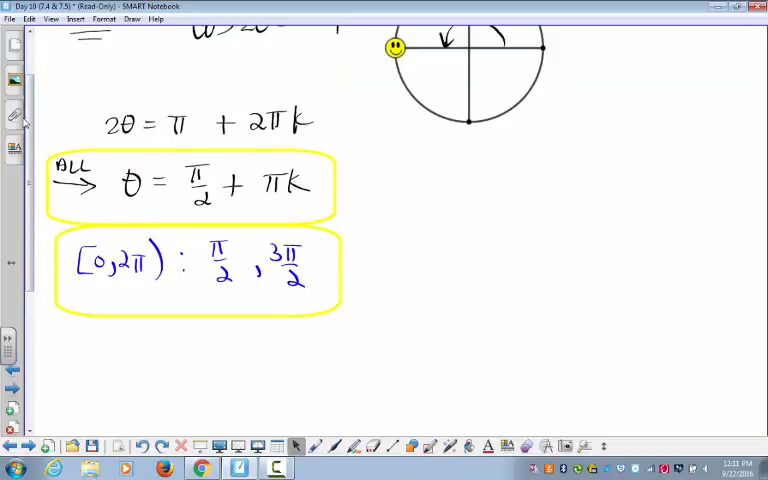 Day 10 (7.4 & 7.5) * (Read-Only) - SMART Notebook
File Edit View Insert Format Draw Help
2θ = π + 2πk
ALL
→ θ = π/2 + πk
[0, 2π) : π/2 , 3π/2
12:11 PM
9/22/2016